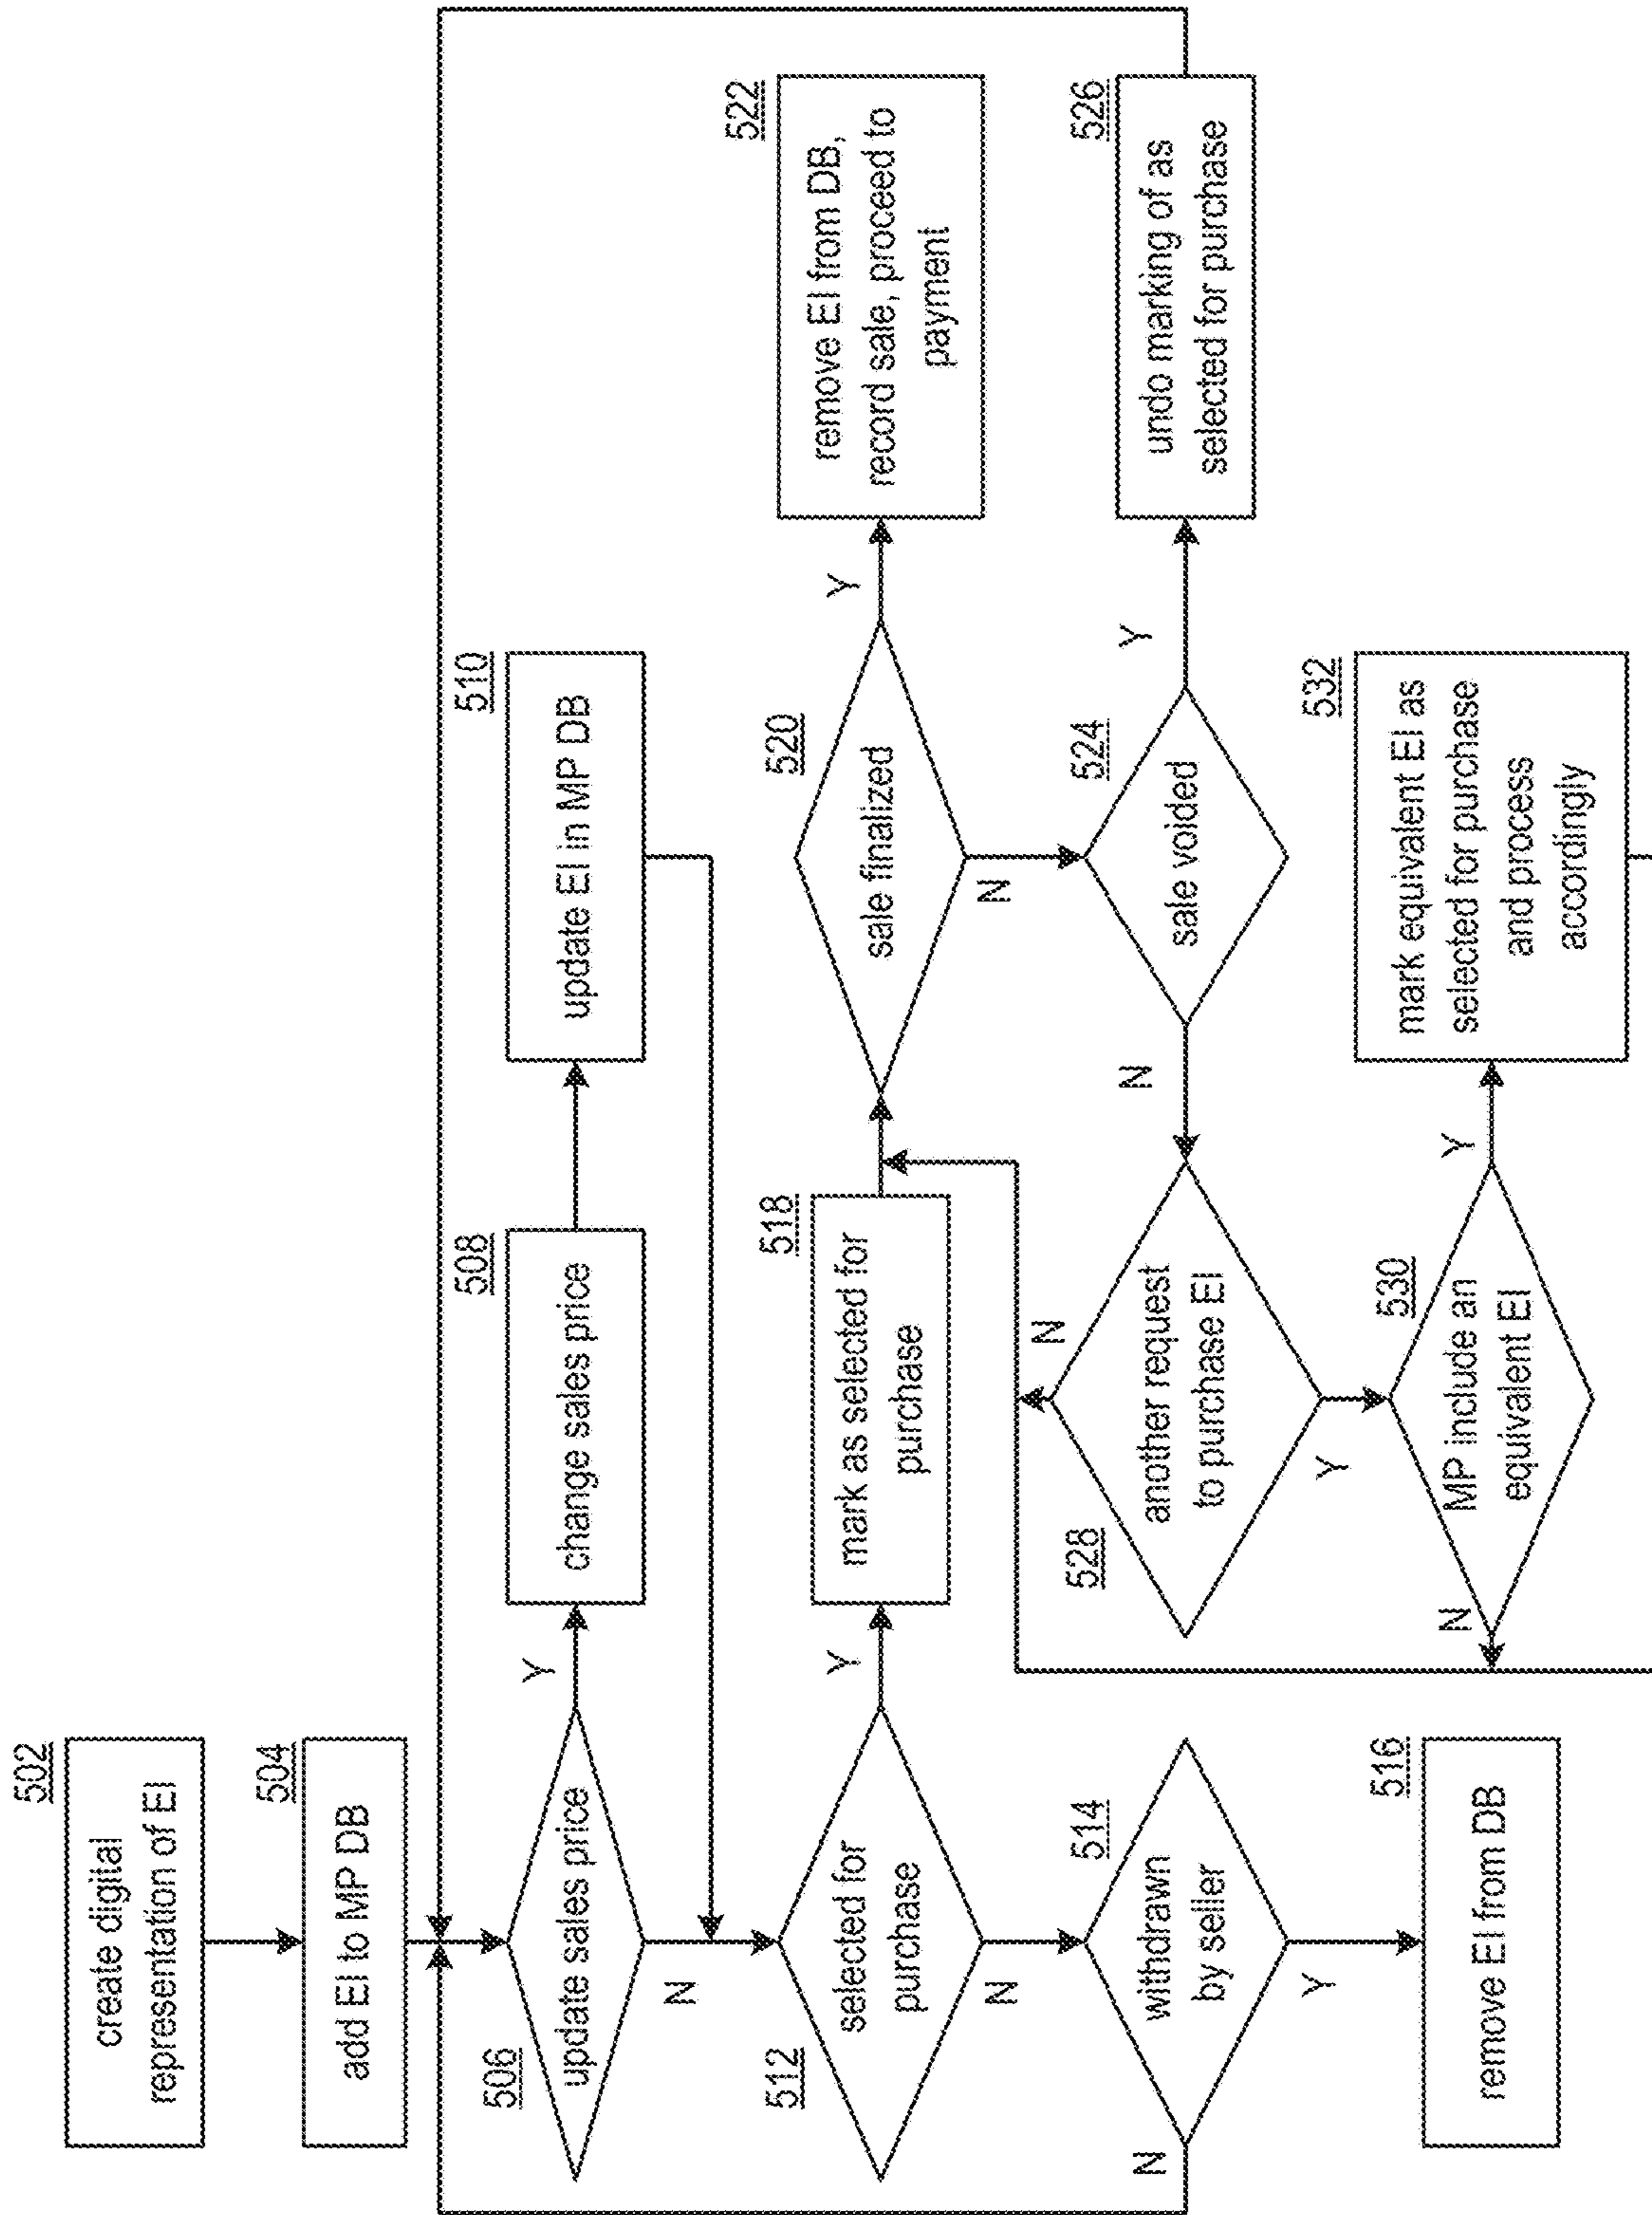 502
create digital
representation of EI
504
add EI to MP DB
506
update sales price
Y
N
508
change sales price
510
update EI in MP DB
512
selected for
purchase
Y
N
514
withdrawn
by seller
N
Y
516
remove EI from DB
518
mark as selected for
purchase
520
sale finalized
Y
N
522
remove EI from DB,
record sale, proceed to
payment
524
sale voided
Y
N
526
undo marking of as
selected for purchase
528
another request
to purchase EI
N
Y
530
MP include an
equivalent EI
N
Y
532
mark equivalent EI as
selected for purchase
and process
accordingly